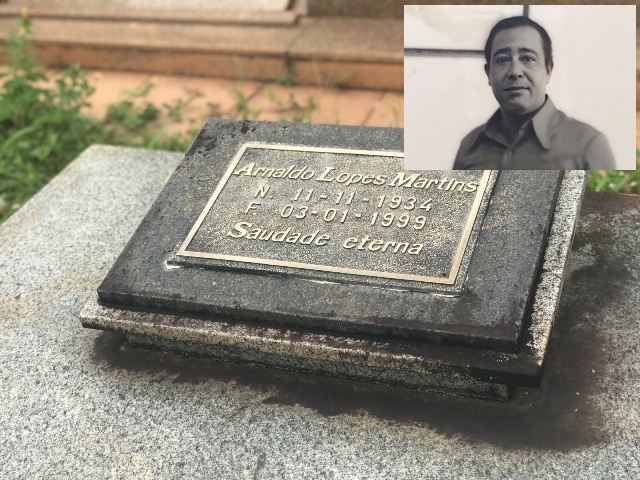 Arnaldo Lopes Martins
N. 11-11-1934
F. 03-01-1999
Saudade eterna